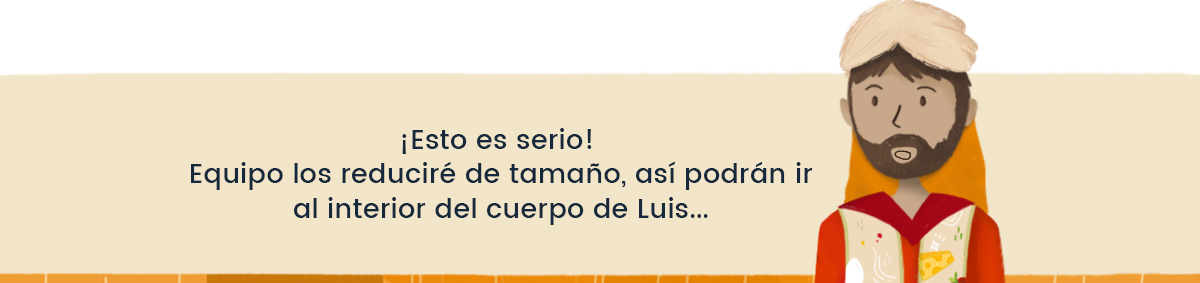 ¡Esto es serio!
Equipo los reduciré de tamaño, así podrán ir
al interior del cuerpo de Luis...